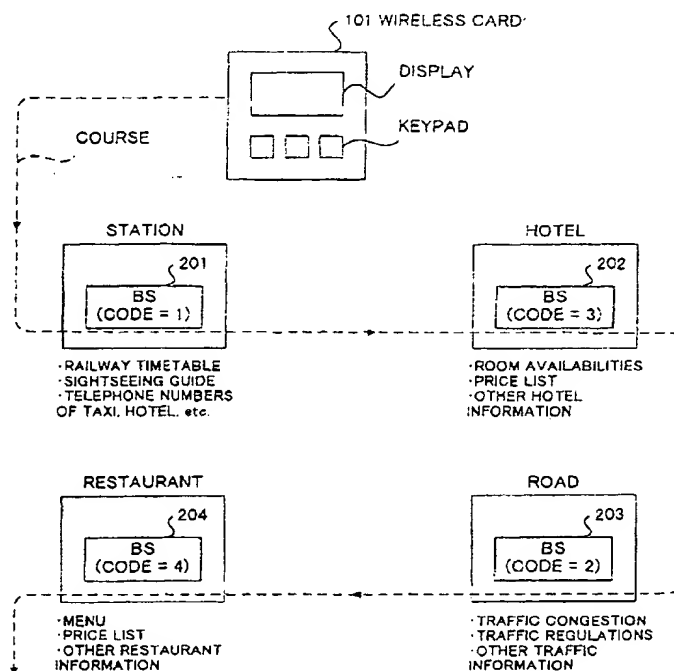 101 WIRELESS CARD
DISPLAY
KEYPAD
COURSE
STATION
201
BS
(CODE = 1)
·RAILWAY TIMETABLE
·SIGHTSEEING GUIDE
·TELEPHONE NUMBERS
OF TAXI, HOTEL, etc.
HOTEL
202
BS
(CODE = 3)
·ROOM AVAILABILITIES
·PRICE LIST
·OTHER HOTEL
INFORMATION
RESTAURANT
204
BS
(CODE = 4)
·MENU
·PRICE LIST
·OTHER RESTAURANT
INFORMATION
ROAD
203
BS
(CODE = 2)
·TRAFFIC CONGESTION
·TRAFFIC REGULATIONS
·OTHER TRAFFIC
INFORMATION